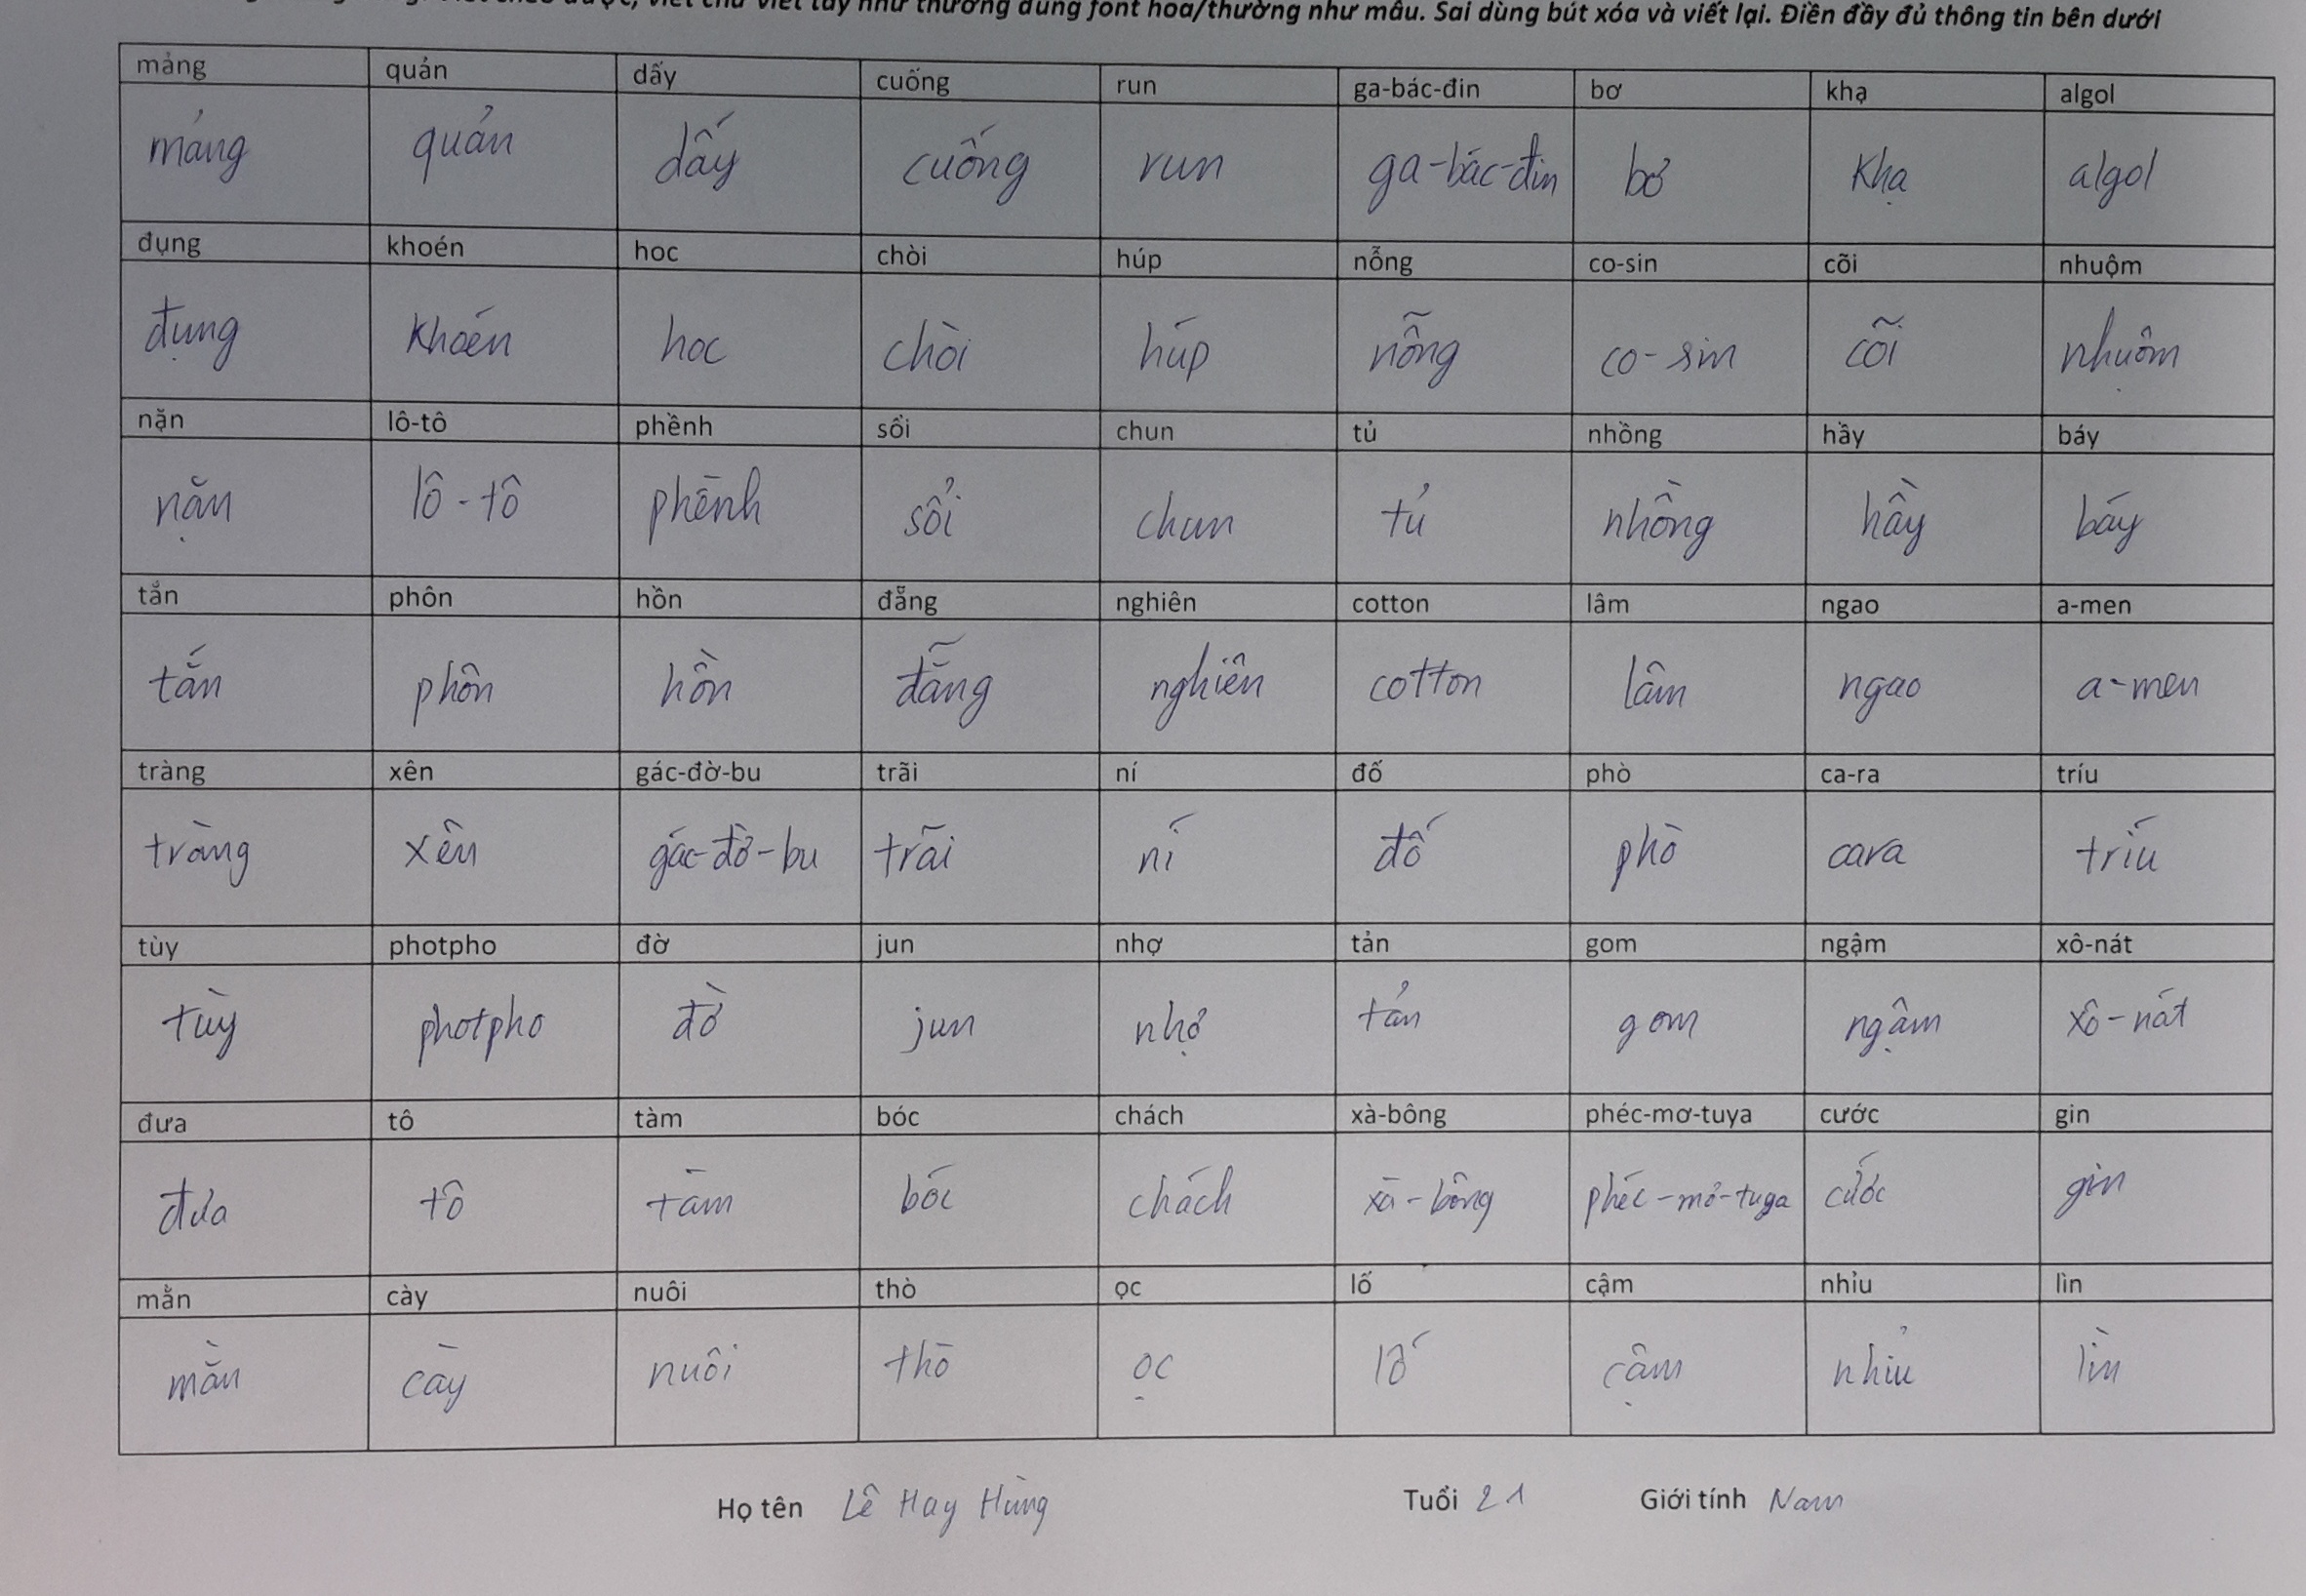 viết chữ viết tay như thường dùng font hoa/thường như mẫu. Sai dùng bút xóa và viết lại. Điền đầy đủ thông tin bên dưới
mảng quản dấy cuống run ga-bác-đin bơ khạ algol
mảng quản dấy cuống run ga-bác-đin bơ khạ algol
đụng khoén hoc chòi húp nỗng co-sin cõi nhuộm
đụng khoén hoc chòi húp nỗng co-sin cõi nhuộm
nặn lô-tô phềnh sồi chun tủ nhồng hầy báy
nặn lô-tô phềnh sổi chun tủ nhồng hầy báy
tắn phôn hồn đẵng nghiên cotton lâm ngao a-men
tắn phôn hồn đẵng nghiên cotton lâm ngao a-men
tràng xên gác-đờ-bu trãi ní đố phò ca-ra tríu
tràng xên gác-đờ-bu trãi ní đố phò cara tríu
tùy photpho đờ jun nhợ tản gom ngậm xô-nát
tùy photpho đờ jun nhợ tản gom ngậm xô-nát
đưa tô tàm bóc chách xà-bông phéc-mơ-tuya cước gin
đưa tô tàm bóc chách xà-bông phéc-mơ-tuya cước gin
mằn cày nuôi thò ọc lố cậm nhỉu lìn
mằn cày nuôi thò ọc lố cậm nhỉu lìn
Họ tên Lê Hay Hùng Tuổi 21 Giới tính Nam